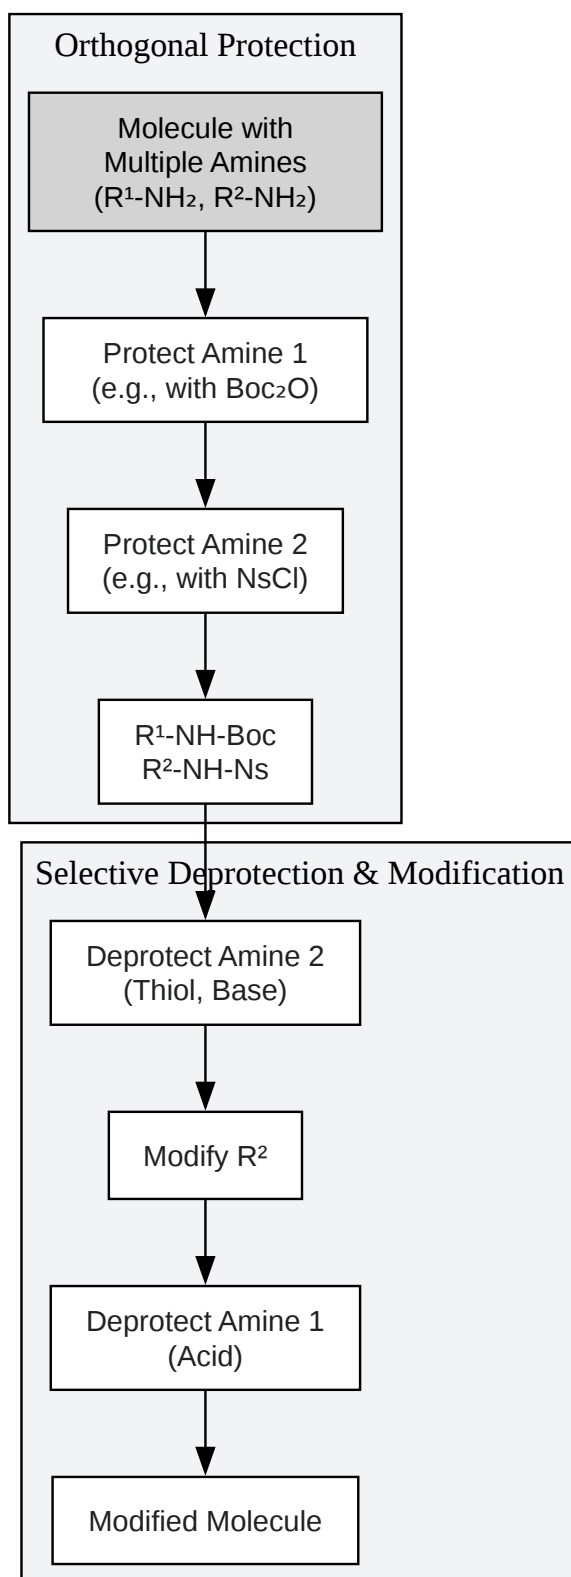 Orthogonal Protection
Molecule with
Multiple Amines
(R¹-NH₂, R²-NH₂)
Protect Amine 1
(e.g., with Boc₂O)
Protect Amine 2
(e.g., with NsCl)
R¹-NH-Boc
R²-NH-Ns
Selective Deprotection & Modification
Deprotect Amine 2
(Thiol, Base)
Modify R²
Deprotect Amine 1
(Acid)
Modified Molecule